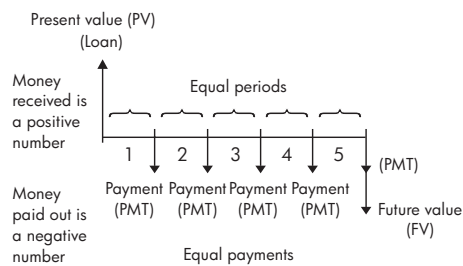 Present value (PV)
(Loan)
Money
received is
a positive
number
Equal periods
1 2 3 4 5
(PMT)
Payment Payment Payment Payment
(PMT) (PMT) (PMT) (PMT)
Future value
(FV)
Money
paid out is
a negative
number
Equal payments